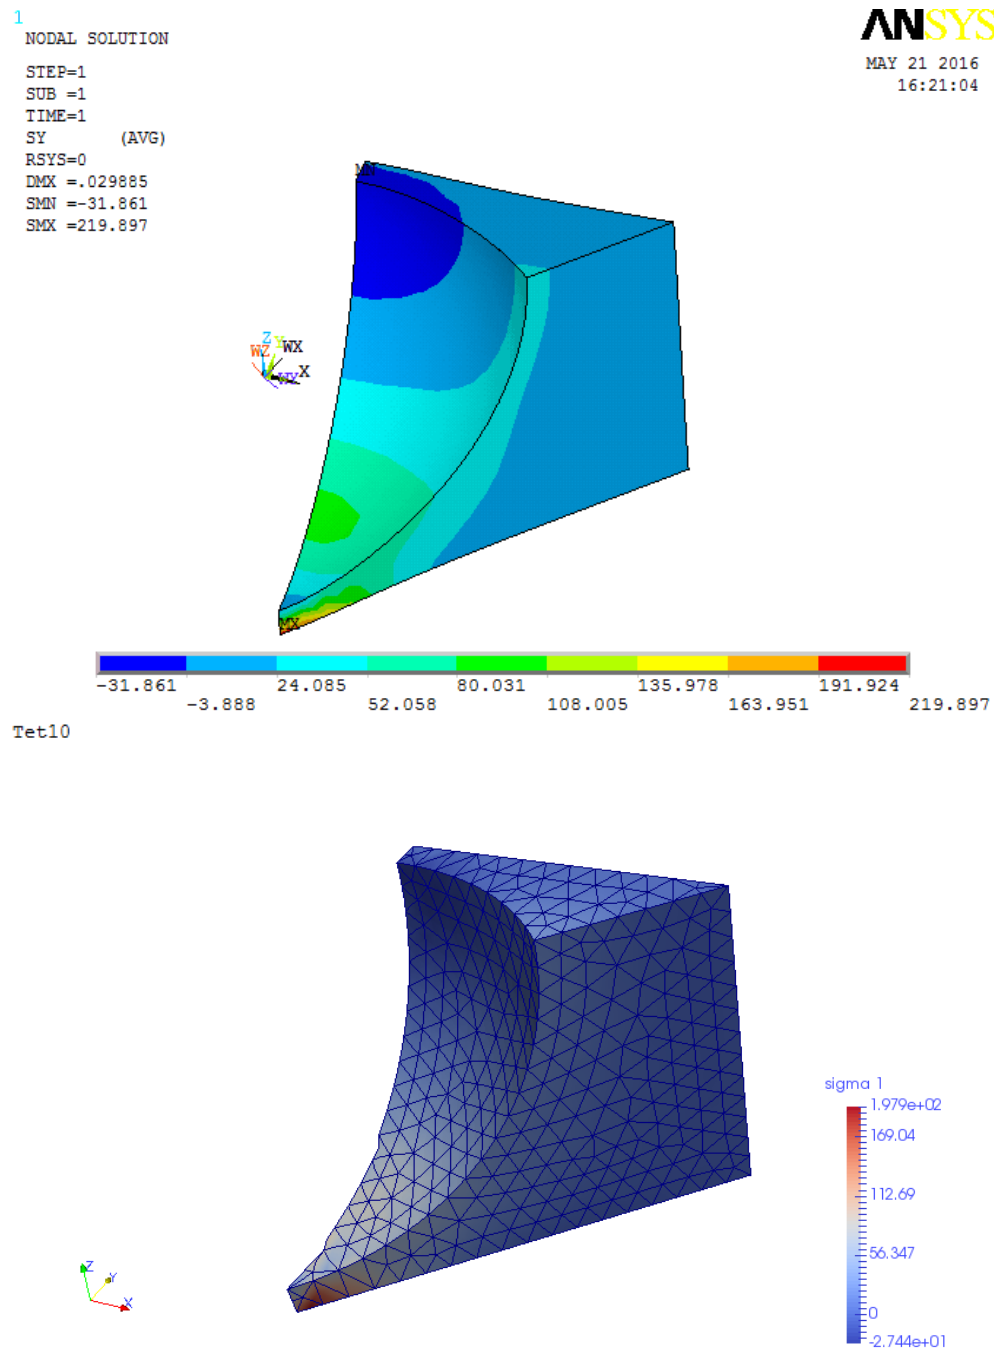 1
NODAL SOLUTION
STEP=1
SUB =1
TIME=1
SY (AVG)
RSYS=0
DMX =.029885
SMN =-31.861
SMX =219.897
ANSYS
MAY 21 2016
16:21:04
MN
Z
Y
WX
WZ
WY
X
MX
-31.861
-3.888
24.085
52.058
80.031
108.005
135.978
163.951
191.924
219.897
Tet10
sigma 1
1.979e+02
169.04
112.69
56.347
0
-2.744e+01
Z
Y
X